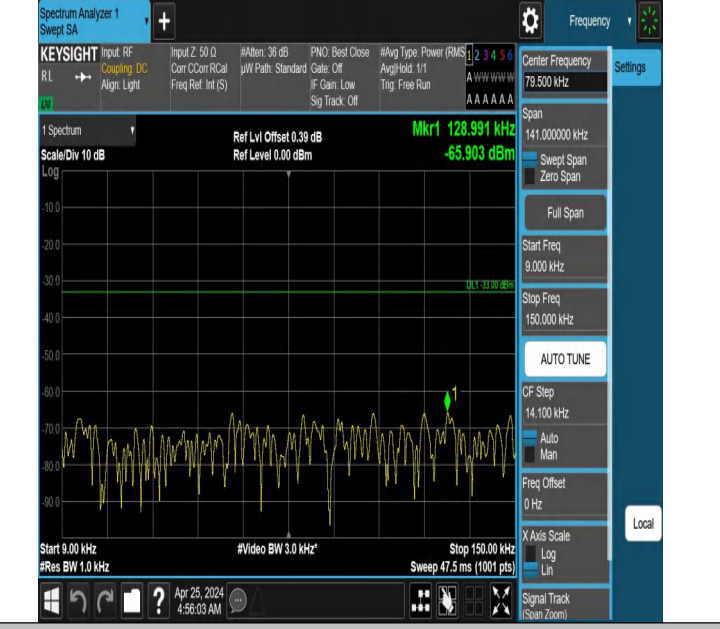 Spectrum Analyzer 1
Swept SA
Frequency
KEYSIGHT
RL
LXI
Input: RF
Coupling: DC
Align: Light
Input Z: 50 Ω
Corr CCorr RCal
Freq Ref: Int (S)
#Atten: 36 dB
µW Path: Standard
PNO: Best Close
Gate: Off
IF Gain: Low
Sig Track: Off
#Avg Type: Power (RMS
Avg|Hold: 1/1
Trig: Free Run
1 2 3 4 5 6
A W W W W W
A A A A A A
1 Spectrum
Scale/Div 10 dB
Log
Ref Lvl Offset 0.39 dB
Ref Level 0.00 dBm
Mkr1 128.991 kHz
-65.903 dBm
-10.0
-20.0
-30.0
DL1 -33.00 dBm
-40.0
-50.0
-60.0
1
-70.0
-80.0
-90.0
Start 9.00 kHz
#Res BW 1.0 kHz
#Video BW 3.0 kHz*
Stop 150.00 kHz
Sweep 47.5 ms (1001 pts)
Center Frequency
79.500 kHz
Span
141.000000 kHz
Swept Span
Zero Span
Full Span
Start Freq
9.000 kHz
Stop Freq
150.000 kHz
AUTO TUNE
CF Step
14.100 kHz
Auto
Man
Freq Offset
0 Hz
X Axis Scale
Log
Lin
Signal Track
(Span Zoom)
Settings
Local
?
Apr 25, 2024
4:56:03 AM